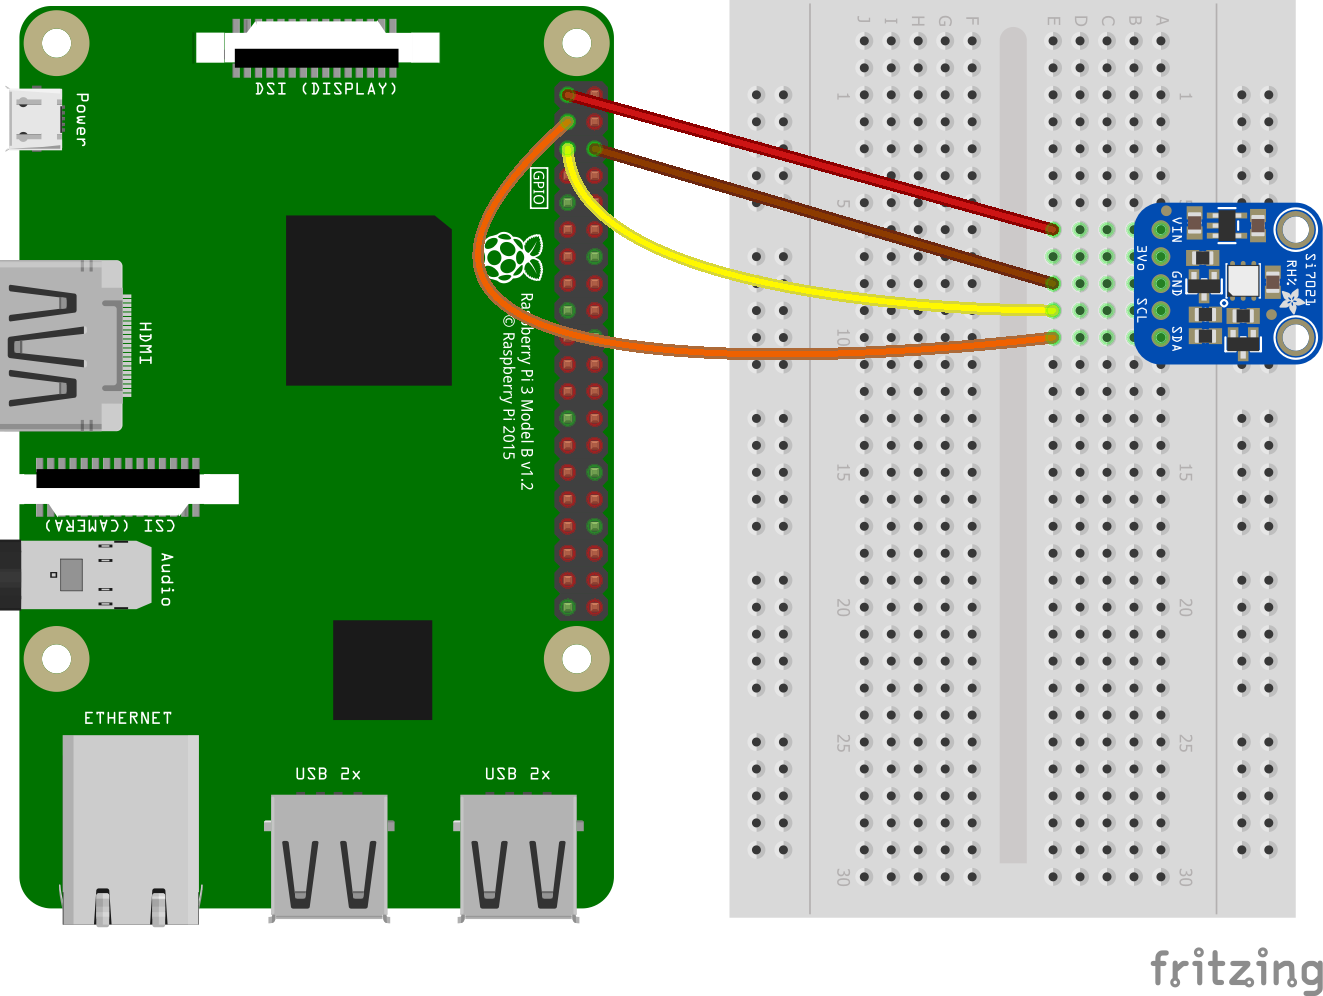 DSI (DISPLAY)
Power
GPIO
Raspberry Pi 3 Model B v1.2
© Raspberry Pi 2015
HDMI
CSI (CAMERA)
Audio
ETHERNET
USB 2x
USB 2x
J I H G F E D C B A
1 1
5 5
10
15 15
20 20
25 25
30 30
VIN
3Vo
GND
SCL
SDA
Si7021
RH%
fritzing